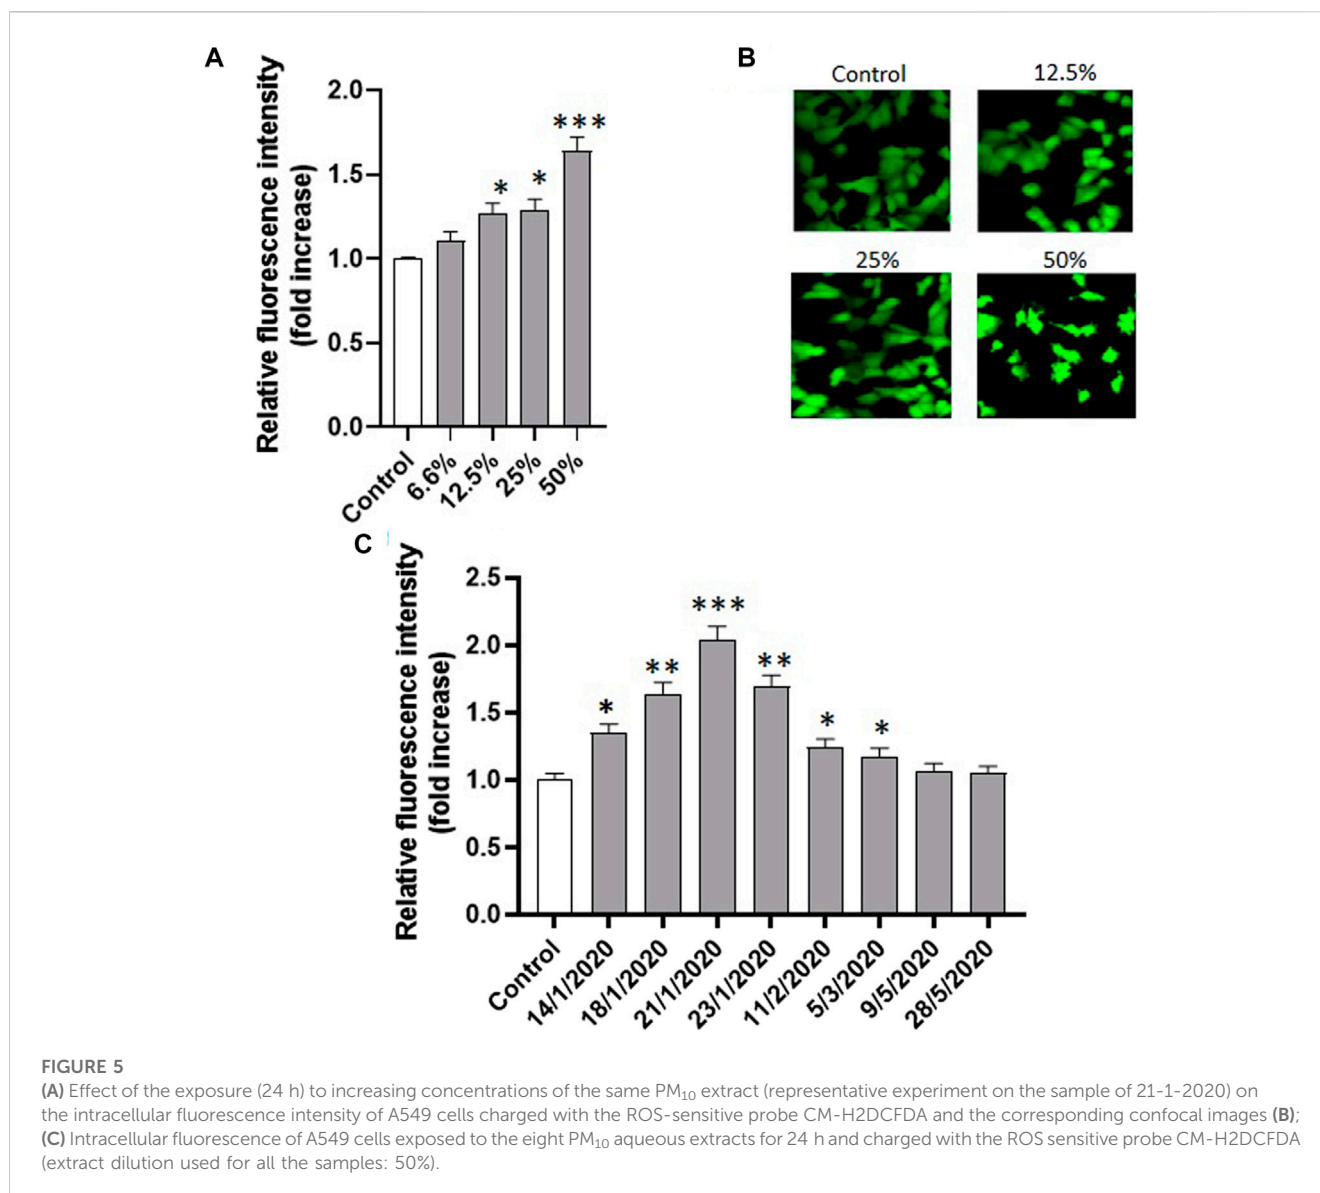 A
Relative fluorescence intensity
(fold increase)
2.0
1.5
1.0
0.5
0.0
*
*
***
Control
6.6%
12.5%
25%
50%
B
Control
12.5%
25%
50%
C
Relative fluorescence intensity
(fold increase)
2.5
2.0
1.5
1.0
0.5
0.0
*
**
***
**
*
*
Control
14/1/2020
18/1/2020
21/1/2020
23/1/2020
11/2/2020
5/3/2020
9/5/2020
28/5/2020
FIGURE 5
(A) Effect of the exposure (24 h) to increasing concentrations of the same PM₁₀ extract (representative experiment on the sample of 21-1-2020) on
the intracellular fluorescence intensity of A549 cells charged with the ROS-sensitive probe CM-H2DCFDA and the corresponding confocal images (B);
(C) Intracellular fluorescence of A549 cells exposed to the eight PM₁₀ aqueous extracts for 24 h and charged with the ROS sensitive probe CM-H2DCFDA
(extract dilution used for all the samples: 50%).